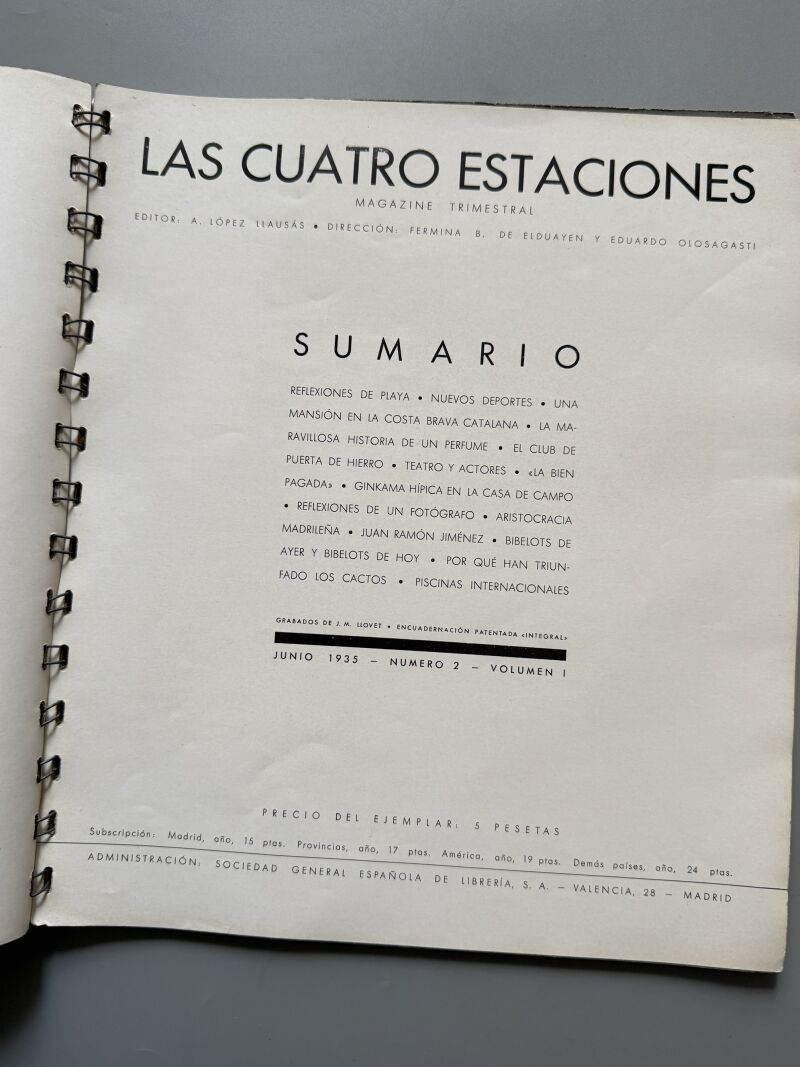 LAS CUATRO ESTACIONES
MAGAZINE TRIMESTRAL
EDITOR: A. LÓPEZ LLAUSÁS • DIRECCIÓN: FERMINA B. DE ELDUAYEN Y EDUARDO OLOSAGASTI
SUMARIO
REFLEXIONES DE PLAYA • NUEVOS DEPORTES • UNA
MANSIÓN EN LA COSTA BRAVA CATALANA • LA MA-
RAVILLOSA HISTORIA DE UN PERFUME • EL CLUB DE
PUERTA DE HIERRO • TEATRO Y ACTORES • «LA BIEN
PAGADA» • GINKAMA HÍPICA EN LA CASA DE CAMPO
• REFLEXIONES DE UN FOTÓGRAFO • ARISTOCRACIA
MADRILEÑA • JUAN RAMÓN JIMÉNEZ • BIBELOTS DE
AYER Y BIBELOTS DE HOY • POR QUÉ HAN TRIUN-
FADO LOS CACTOS • PISCINAS INTERNACIONALES
GRABADOS DE J. M. LLOVET • ENCUADERNACIÓN PATENTADA «INTEGRAL»
JUNIO 1935 — NUMERO 2 — VOLUMEN I
PRECIO DEL EJEMPLAR: 5 PESETAS
Subscripción: Madrid, año, 15 ptas. Provincias, año, 17 ptas. América, año, 19 ptas. Demás países, año, 24 ptas.
ADMINISTRACIÓN: SOCIEDAD GENERAL ESPAÑOLA DE LIBRERÍA, S. A. — VALENCIA, 28 — MADRID